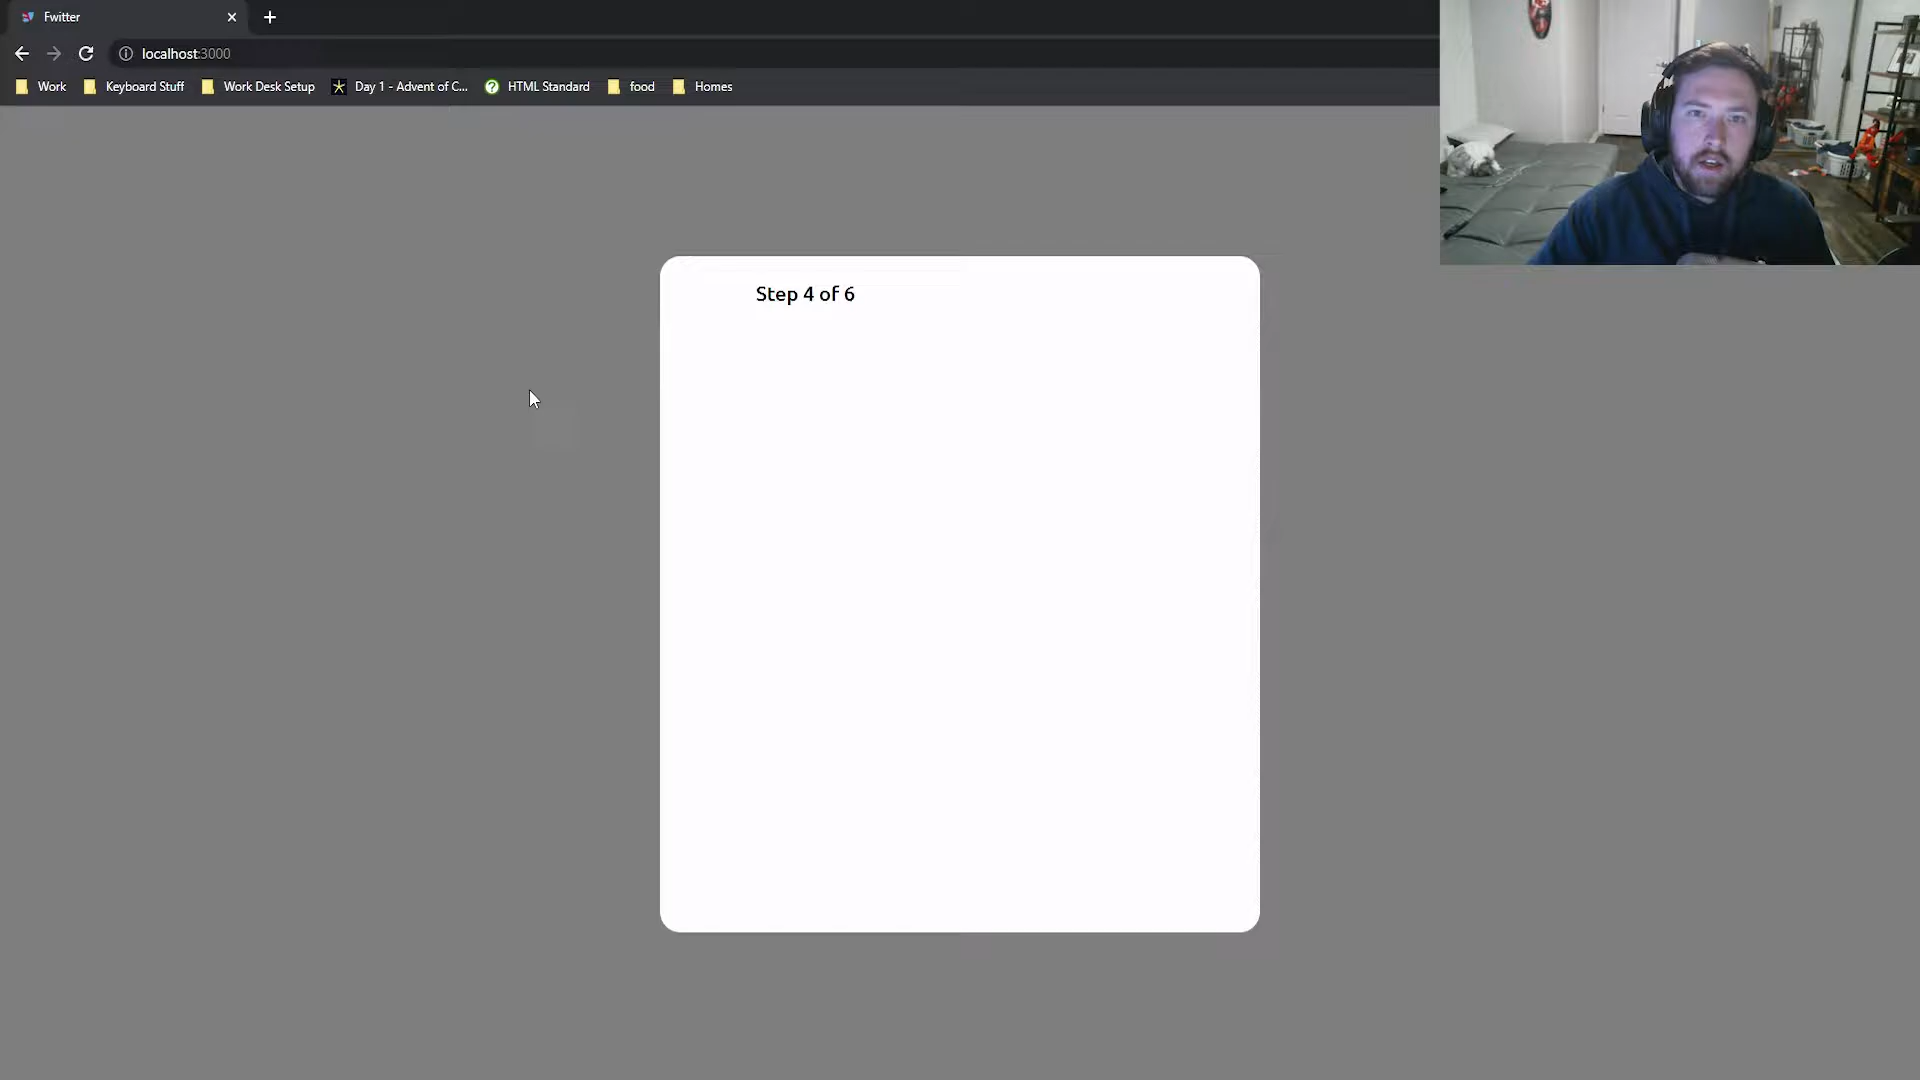 Fwitter
localhost:3000
Work
Keyboard Stuff
Work Desk Setup
Day 1 - Advent of C...
HTML Standard
food
Homes
Step 4 of 6